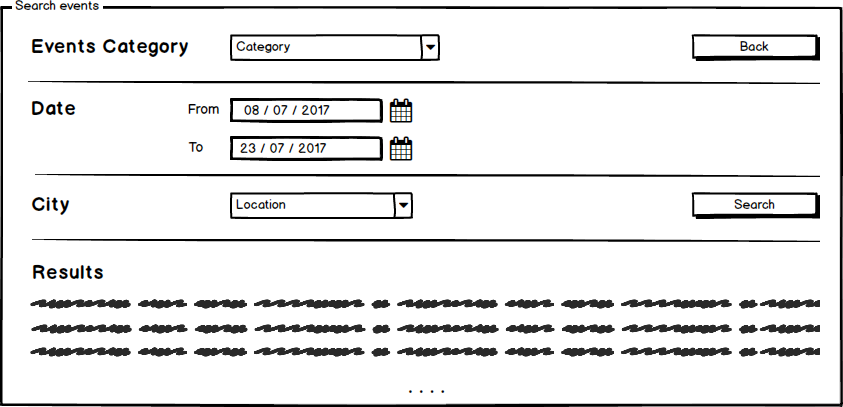 Search events
Events Category Category Back
Date From 08 / 07 / 2017
To 23 / 07 / 2017
City Location Search
Results
. . . .